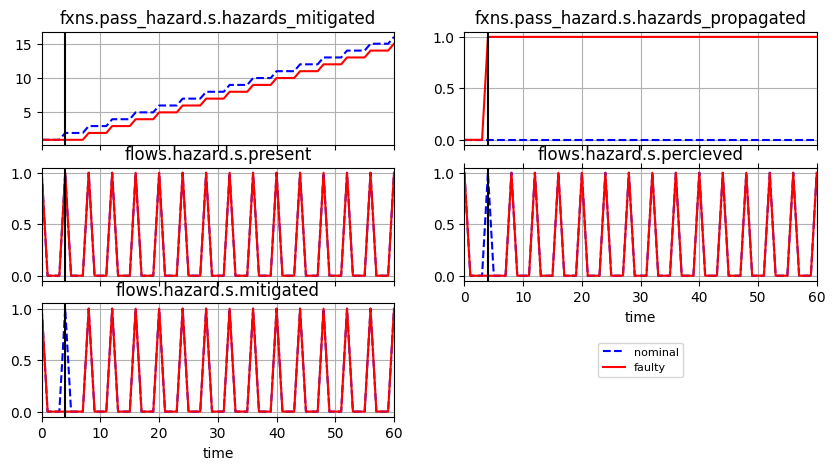 fxns.pass_hazard.s.hazards_mitigated
fxns.pass_hazard.s.hazards_propagated
15
10
5
1.0
0.5
0.0
flows.hazard.s.present
flows.hazard.s.percieved
1.0
0.5
0.0
1.0
0.5
0.0
0 10 20 30 40 50 60
time
flows.hazard.s.mitigated
1.0
0.5
0.0
0 10 20 30 40 50 60
time
nominal
faulty